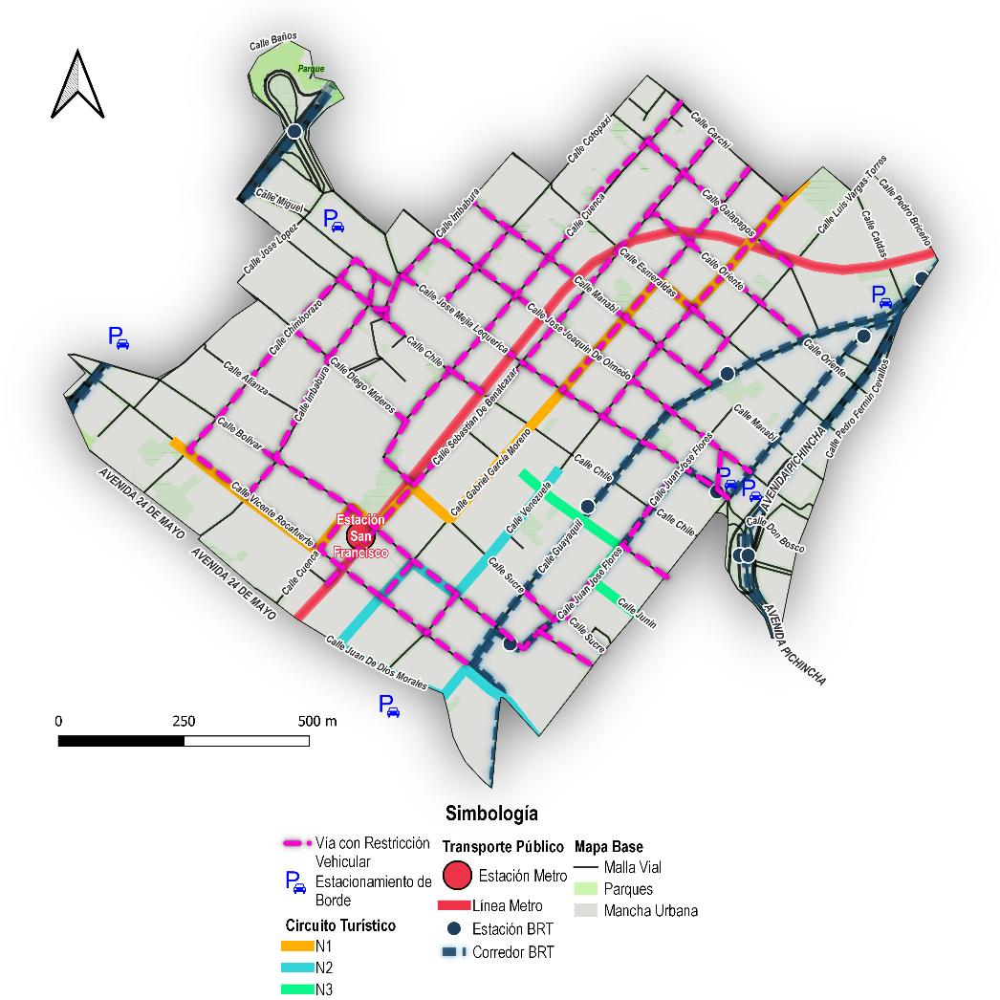 Calle Baños
Parque
Calle Cotopaxi
Calle Carchi
Calle Luis Vargas Torres
Calle Pedro Briceño
Calle Caldas
Calle Miguel
P
Calle Jose Lopez
Calle Imbabura
Calle Cuenca
Calle Galapagos
Calle Esmeraldas
Calle Oriente
Calle Manabi
P
Calle Chimborazo
Calle Jose Mejia Lequerica
Calle Jose Joaquin De Olmedo
P
Calle Oriente
Calle Chile
Calle Alianza
Calle Imbabura
Calle Diego Mideros
Calle Sebastian De Benalcazar
Calle Pedro Fermin Cevallos
Calle Manabi
Calle Bolivar
Calle Gabriel Garcia Moreno
Calle Chile
Calle Juan Jose Flores
P
P
AVENIDA PICHINCHA
AVENIDA 24 DE MAYO
Calle Vicente Rocafuerte
Calle Venezuela
Calle Chile
Calle Don Bosco
Estación
San
Francisco
Calle Guayaquil
AVENIDA 24 DE MAYO
Calle Cuenca
Calle Sucre
Calle Juan Jose Flores
Calle Junin
Calle Sucre
AVENIDA PICHINCHA
Calle Juan De Dios Morales
P
0 250 500 m
Simbología
Vía con Restricción
Vehicular
P
Estacionamiento de
Borde
Circuito Turístico
N1
N2
N3
Transporte Público
Estación Metro
Línea Metro
Estación BRT
Corredor BRT
Mapa Base
Malla Vial
Parques
Mancha Urbana